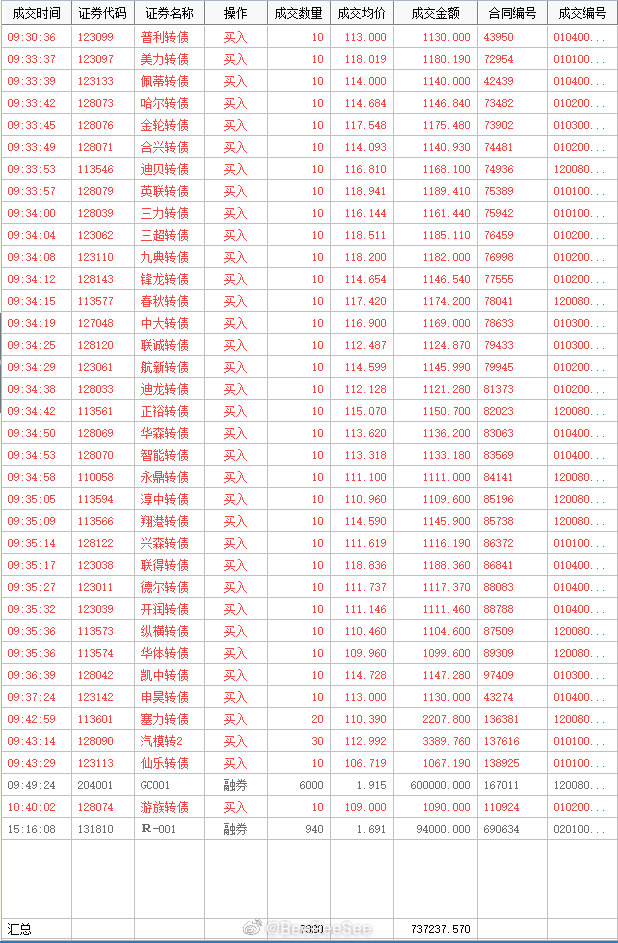 成交时间 证券代码 证券名称 操作 成交数量 成交均价 成交金额 合同编号 成交编号
09:30:36 123099 普利转债 买入 10 113.000 1130.000 43950 010400...
09:33:37 123097 美力转债 买入 10 118.019 1180.190 72954 010100...
09:33:39 123133 佩蒂转债 买入 10 114.000 1140.000 42439 010400...
09:33:42 128073 哈尔转债 买入 10 114.684 1146.840 73482 010200...
09:33:45 128076 金轮转债 买入 10 117.548 1175.480 73902 010300...
09:33:49 128071 合兴转债 买入 10 114.093 1140.930 74481 010200...
09:33:53 113546 迪贝转债 买入 10 116.810 1168.100 74936 120080...
09:33:57 128079 英联转债 买入 10 118.941 1189.410 75389 010100...
09:34:00 128039 三力转债 买入 10 116.144 1161.440 75942 010100...
09:34:04 123062 三超转债 买入 10 118.511 1185.110 76459 010200...
09:34:08 123110 九典转债 买入 10 118.200 1182.000 76998 010200...
09:34:12 128143 锋龙转债 买入 10 114.654 1146.540 77555 010200...
09:34:15 113577 春秋转债 买入 10 117.420 1174.200 78041 120080...
09:34:19 127048 中大转债 买入 10 116.900 1169.000 78633 010300...
09:34:25 128120 联诚转债 买入 10 112.487 1124.870 79433 010300...
09:34:29 123061 航新转债 买入 10 114.599 1145.990 79945 010200...
09:34:38 128033 迪龙转债 买入 10 112.128 1121.280 81373 010200...
09:34:42 113561 正裕转债 买入 10 115.070 1150.700 82023 120080...
09:34:50 128069 华森转债 买入 10 113.620 1136.200 83063 010400...
09:34:53 128070 智能转债 买入 10 113.318 1133.180 83569 010400...
09:34:58 110058 永鼎转债 买入 10 111.100 1111.000 84141 120080...
09:35:05 113594 淳中转债 买入 10 110.960 1109.600 85196 120080...
09:35:09 113566 翔港转债 买入 10 114.590 1145.900 85738 120080...
09:35:14 128122 兴森转债 买入 10 111.619 1116.190 86372 010100...
09:35:17 123038 联得转债 买入 10 118.836 1188.360 86841 010400...
09:35:27 123011 德尔转债 买入 10 111.737 1117.370 88083 010400...
09:35:32 123039 开润转债 买入 10 111.146 1111.460 88788 010400...
09:35:36 113573 纵横转债 买入 10 110.460 1104.600 87509 120080...
09:35:36 113574 华体转债 买入 10 109.960 1099.600 89309 120080...
09:36:39 128042 凯中转债 买入 10 114.728 1147.280 97409 010300...
09:37:24 123142 申昊转债 买入 10 113.000 1130.000 43274 010400...
09:42:59 113601 塞力转债 买入 20 110.390 2207.800 136381 120080...
09:43:14 128090 汽模转2 买入 30 112.992 3389.760 137616 010100...
09:43:29 123113 仙乐转债 买入 10 106.719 1067.190 138925 010100...
09:49:24 204001 GC001 融券 6000 1.915 600000.000 167011 120080...
10:40:02 128074 游族转债 买入 10 109.000 1090.000 110924 010200...
15:16:08 131810 R-001 融券 940 1.691 94000.000 690634 020100...
汇总 737237.570